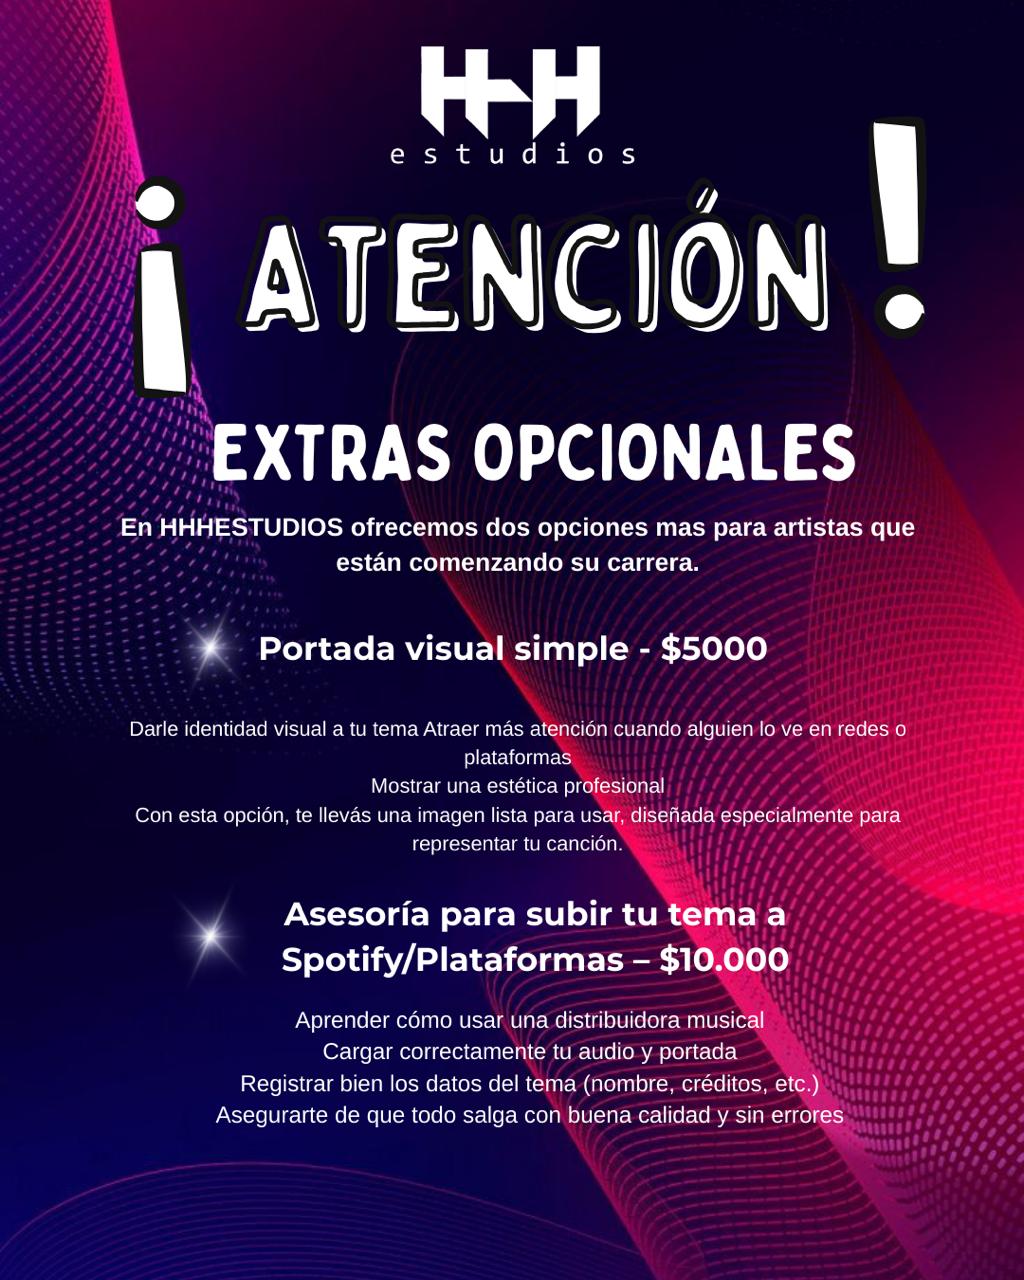 HHH
estudios
¡ATENCIÓN!
EXTRAS OPCIONALES
En HHHESTUDIOS ofrecemos dos opciones mas para artistas que
están comenzando su carrera.
Portada visual simple - $5000
Darle identidad visual a tu tema Atraer más atención cuando alguien lo ve en redes o
plataformas
Mostrar una estética profesional
Con esta opción, te llevás una imagen lista para usar, diseñada especialmente para
representar tu canción.
Asesoría para subir tu tema a
Spotify/Plataformas – $10.000
Aprender cómo usar una distribuidora musical
Cargar correctamente tu audio y portada
Registrar bien los datos del tema (nombre, créditos, etc.)
Asegurarte de que todo salga con buena calidad y sin errores